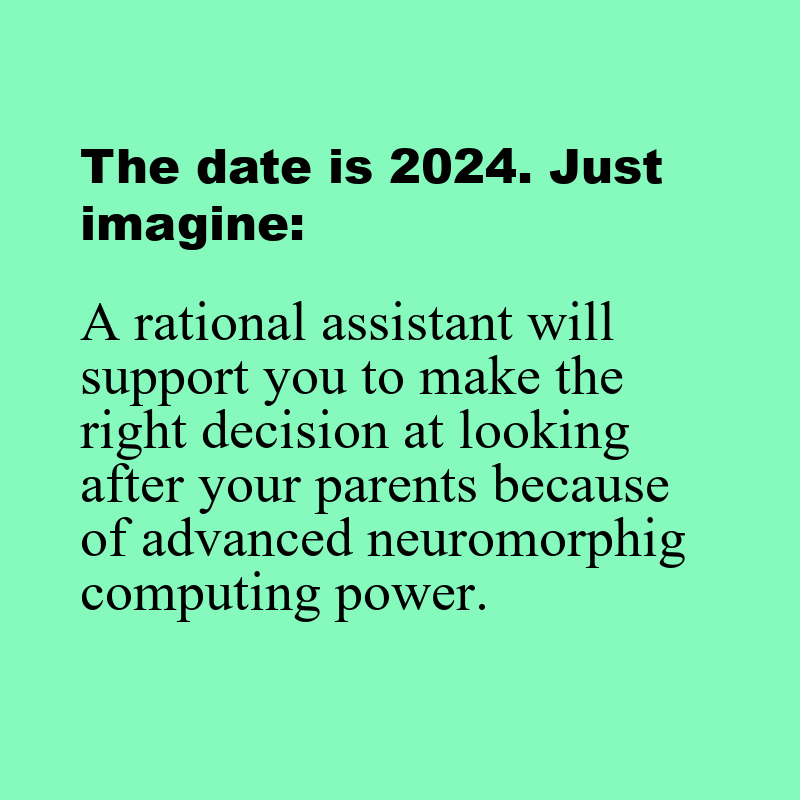 The date is 2024. Just
imagine:
A rational assistant will
support you to make the
right decision at looking
after your parents because
of advanced neuromorphig
computing power.